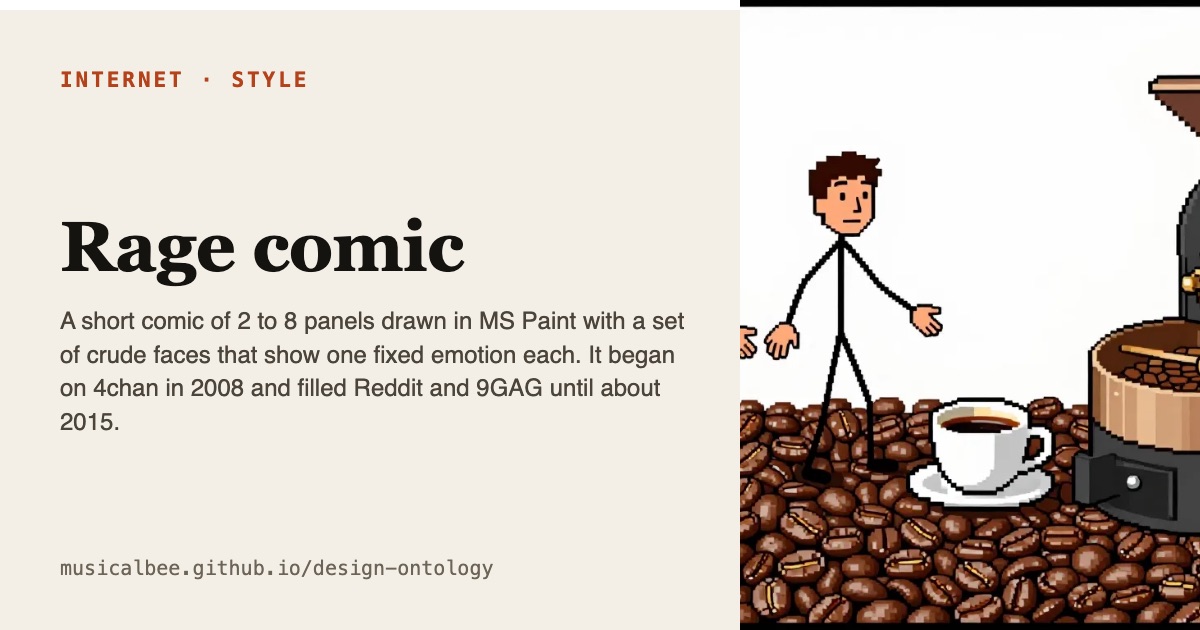 INTERNET · STYLE
Rage comic
A short comic of 2 to 8 panels drawn in MS Paint with a set
of crude faces that show one fixed emotion each. It began
on 4chan in 2008 and filled Reddit and 9GAG until about
2015.
musicalbee.github.io/design-ontology